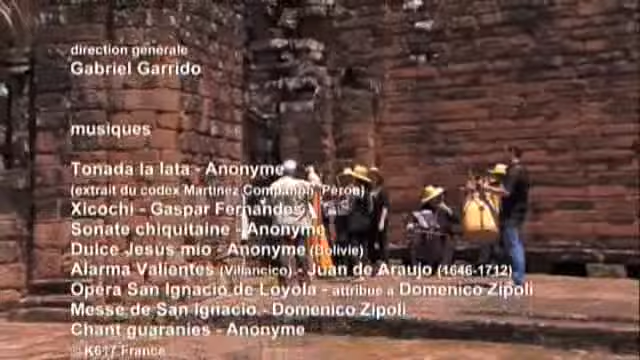 direction générale
Gabriel Garrido
musiques
Tonada la lata - Anonyme
(extrait du codex Martinez Companon, Pérou)
Xicochi - Gaspar Fernandes
Sonate chiquitaine - Anonyme
Dulce Jesus mio - Anonyme (Bolivie)
Alarma Valientes (Villancico) - Juan de Araujo (1646-1712)
Opéra San Ignacio de Loyola - attribué à Domenico Zipoli
Messe de San Ignacio - Domenico Zipoli
Chant guaranies - Anonyme
© K617 France